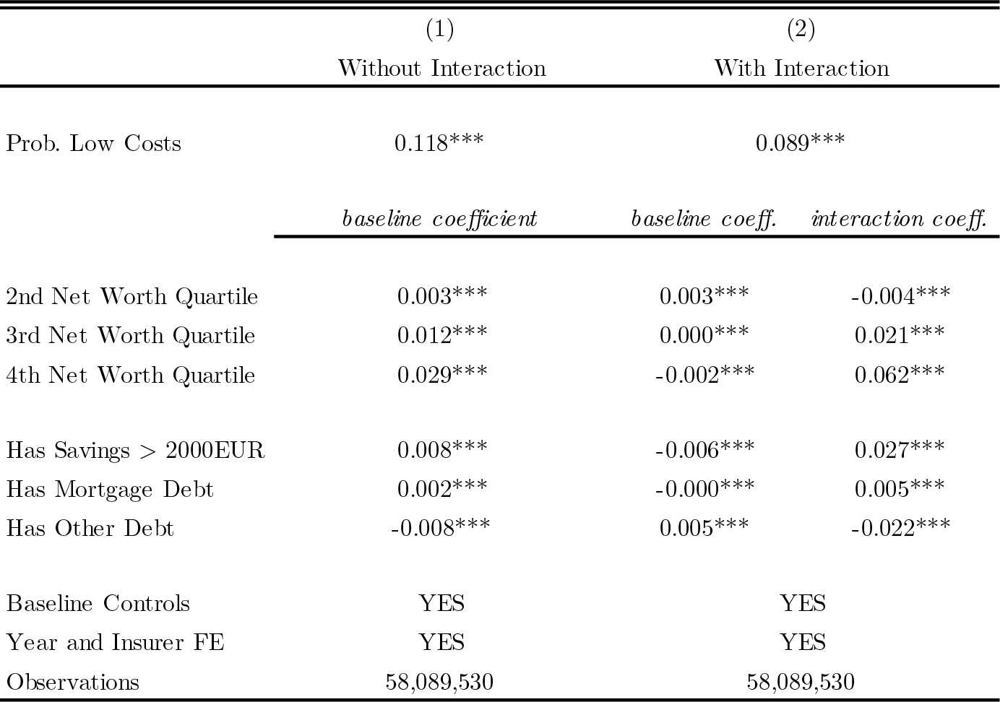 (1) (2)
Without Interaction With Interaction
Prob. Low Costs 0.118*** 0.089***
baseline coefficient baseline coeff. interaction coeff.
2nd Net Worth Quartile 0.003*** 0.003*** -0.004***
3rd Net Worth Quartile 0.012*** 0.000*** 0.021***
4th Net Worth Quartile 0.029*** -0.002*** 0.062***
Has Savings > 2000EUR 0.008*** -0.006*** 0.027***
Has Mortgage Debt 0.002*** -0.000*** 0.005***
Has Other Debt -0.008*** 0.005*** -0.022***
Baseline Controls YES YES
Year and Insurer FE YES YES
Observations 58,089,530 58,089,530